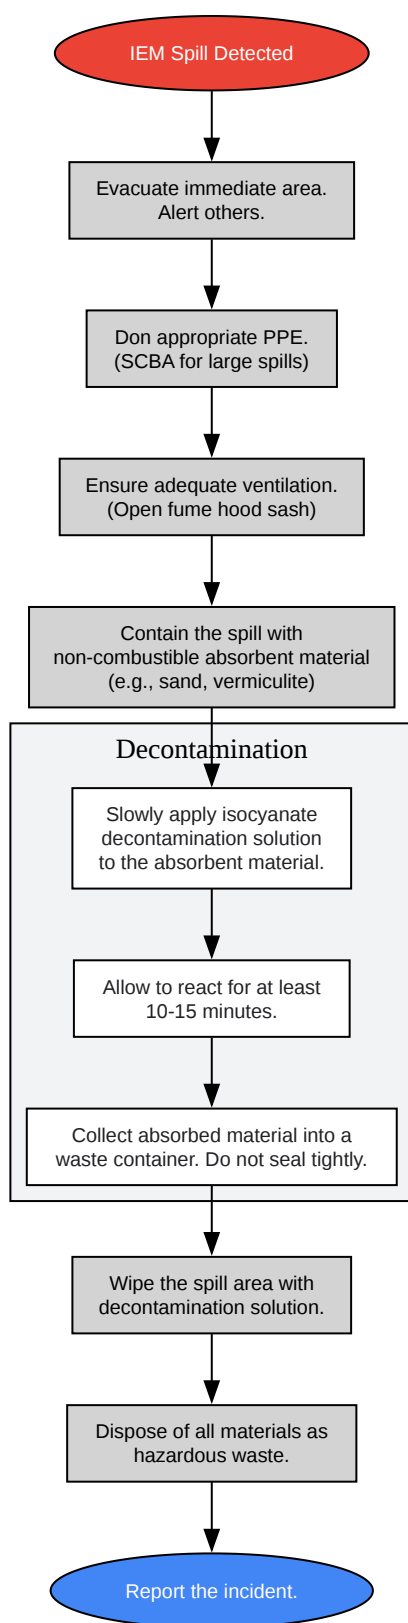 IEM Spill Detected
Evacuate immediate area.
Alert others.
Don appropriate PPE.
(SCBA for large spills)
Ensure adequate ventilation.
(Open fume hood sash)
Contain the spill with
non-combustible absorbent material
(e.g., sand, vermiculite)
Decontamination
Slowly apply isocyanate
decontamination solution
to the absorbent material.
Allow to react for at least
10-15 minutes.
Collect absorbed material into a
waste container. Do not seal tightly.
Wipe the spill area with
decontamination solution.
Dispose of all materials as
hazardous waste.
Report the incident.